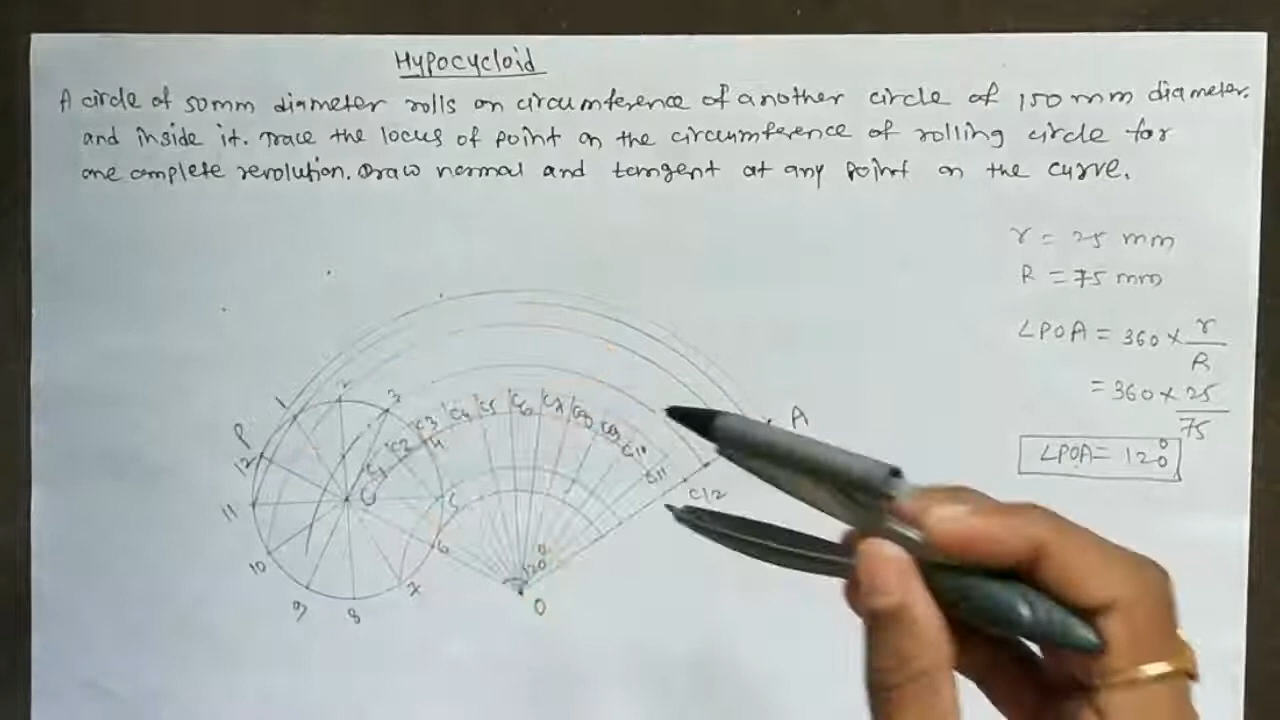 Hypocycloid
A circle of 50mm diameter rolls on circumference of another circle of 150 mm diameter.
and inside it. Trace the locus of point on the circumference of rolling circle for
one complete revolution. Draw normal and tangent at any point on the curve.
r = 25 mm
R = 75 mm
∠POA = 360 × r/R
= 360 × 25/75
∠POA = 120°
P
A
1
2
3
4
5
6
7
8
9
10
11
12
C
C1
C2
C3
C4
C5
C6
C7
C8
C9
C10
C11
C12
120°
O